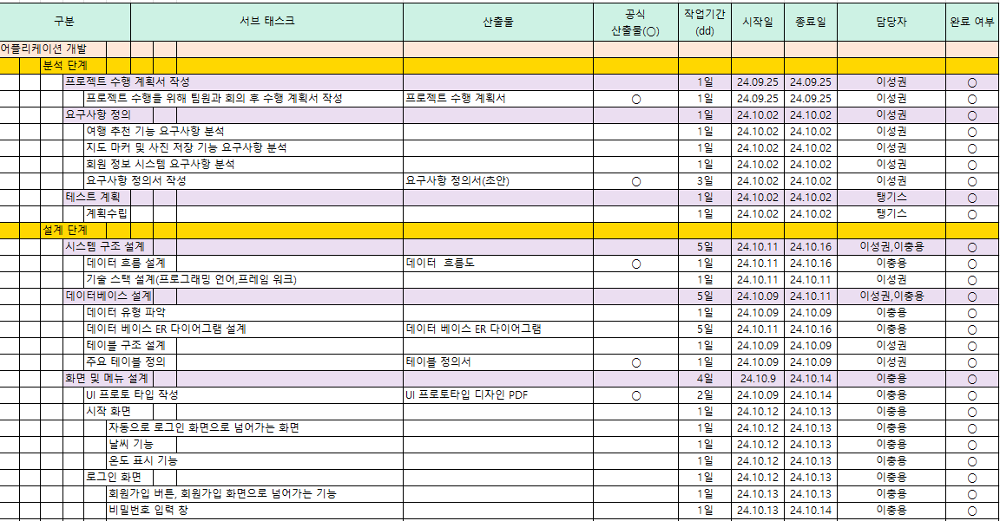 구분 서브 태스크 산출물 공식 산출물(○) 작업기간 (dd) 시작일 종료일 담당자 완료 여부
어플리케이션 개발
분석 단계
프로젝트 수행 계획서 작성 1일 24.09.25 24.09.25 이성권 ○
프로젝트 수행을 위해 팀원과 회의 후 수행 계획서 작성 프로젝트 수행 계획서 ○ 1일 24.09.25 24.09.25 이성권 ○
요구사항 정의 1일 24.10.02 24.10.02 이성권 ○
여행 추천 기능 요구사항 분석 1일 24.10.02 24.10.02 이성권 ○
지도 마커 및 사진 저장 기능 요구사항 분석 1일 24.10.02 24.10.02 이성권 ○
회원 정보 시스템 요구사항 분석 1일 24.10.02 24.10.02 이성권 ○
요구사항 정의서 작성 요구사항 정의서(초안) ○ 3일 24.10.02 24.10.02 이성권 ○
테스트 계획 1일 24.10.02 24.10.02 탱기스 ○
계획수립 1일 24.10.02 24.10.02 탱기스 ○
설계 단계
시스템 구조 설계 5일 24.10.11 24.10.16 이성권,이충용 ○
데이터 흐름 설계 데이터 흐름도 ○ 1일 24.10.11 24.10.16 이충용 ○
기술 스택 설계(프로그래밍 언어,프레임 워크) 1일 24.10.11 24.10.11 이성권 ○
데이터베이스 설계 5일 24.10.09 24.10.11 이성권,이충용 ○
데이터 유형 파악 1일 24.10.09 24.10.09 이충용 ○
데이터 베이스 ER 다이어그램 설계 데이터 베이스 ER 다이어그램 5일 24.10.11 24.10.16 이충용 ○
테이블 구조 설계 1일 24.10.09 24.10.09 이성권 ○
주요 테이블 정의 테이블 정의서 ○ 1일 24.10.09 24.10.09 이성권 ○
화면 및 메뉴 설계 4일 24.10.9 24.10.14 이충용 ○
UI 프로토 타입 작성 UI 프로토타입 디자인 PDF ○ 2일 24.10.09 24.10.14 이충용 ○
시작 화면 1일 24.10.12 24.10.13 이충용 ○
자동으로 로그인 화면으로 넘어가는 화면 1일 24.10.12 24.10.13 이충용 ○
날씨 기능 1일 24.10.12 24.10.13 이충용 ○
온도 표시 기능 1일 24.10.12 24.10.13 이충용 ○
로그인 화면 1일 24.10.12 24.10.13 이충용 ○
회원가입 버튼, 회원가입 화면으로 넘어가는 기능 1일 24.10.13 24.10.13 이충용 ○
비밀번호 입력 창 1일 24.10.13 24.10.14 이충용 ○